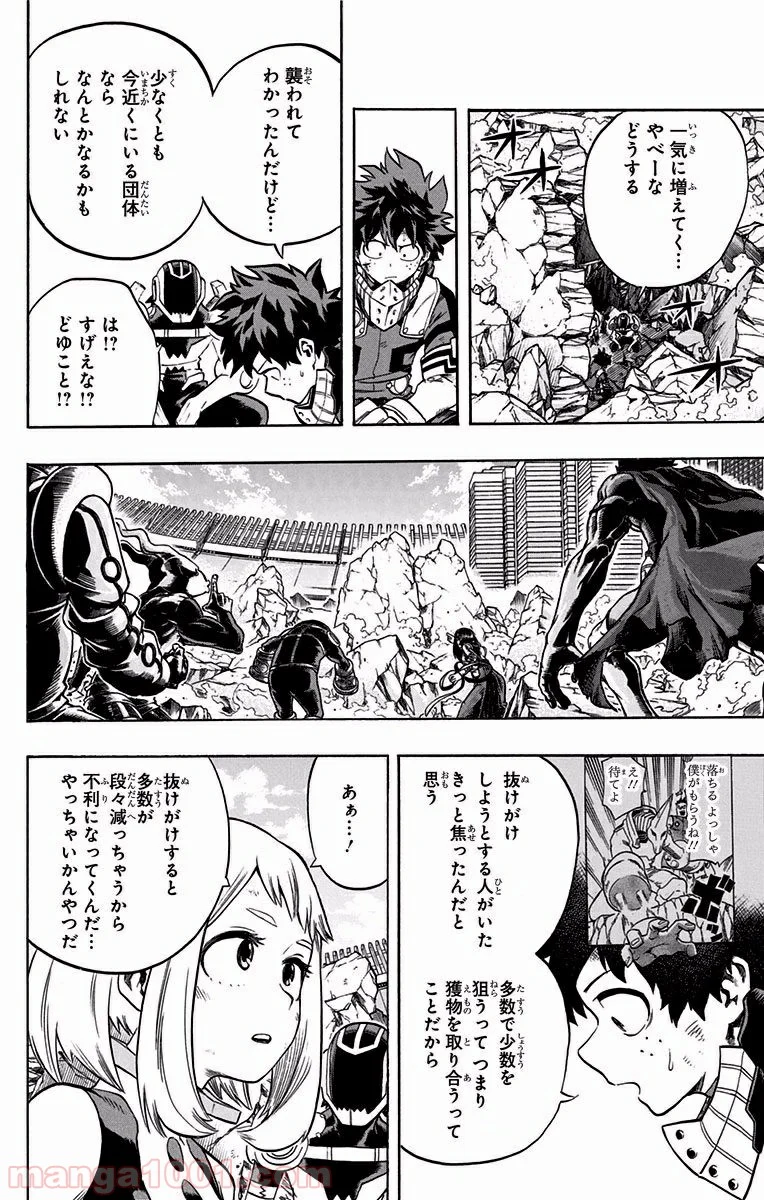 一気に増えてく…
やべーな
どうする
襲われて
わかったんだけど…
少なくとも
今近くにいる団体
なら
なんとかなるかも
しれない
は!?
すげえな!?
どゆこと!?
落ちる よっしゃ
僕がもらうね!!
え!!
待てよ
ボボ
抜けがけ
しようとする人がいた
きっと焦ったんだと
思う
多数で少数を
狙うって つまり
獲物を取り合うって
ことだから
あぁ…!
抜けがけすると
多数が
段々減っちゃうから
不利になってくんだ…
やっちゃいかんやつだ
manga1001.com